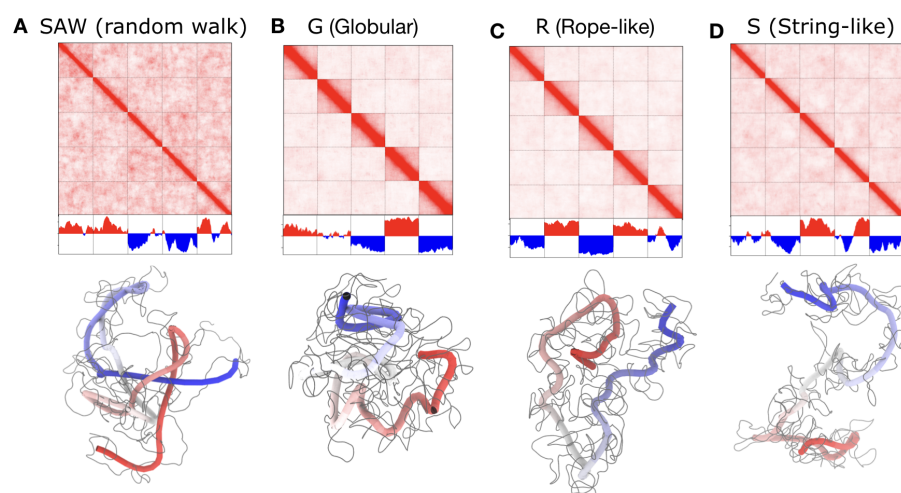 A SAW (random walk)
B G (Globular)
C R (Rope-like)
D S (String-like)